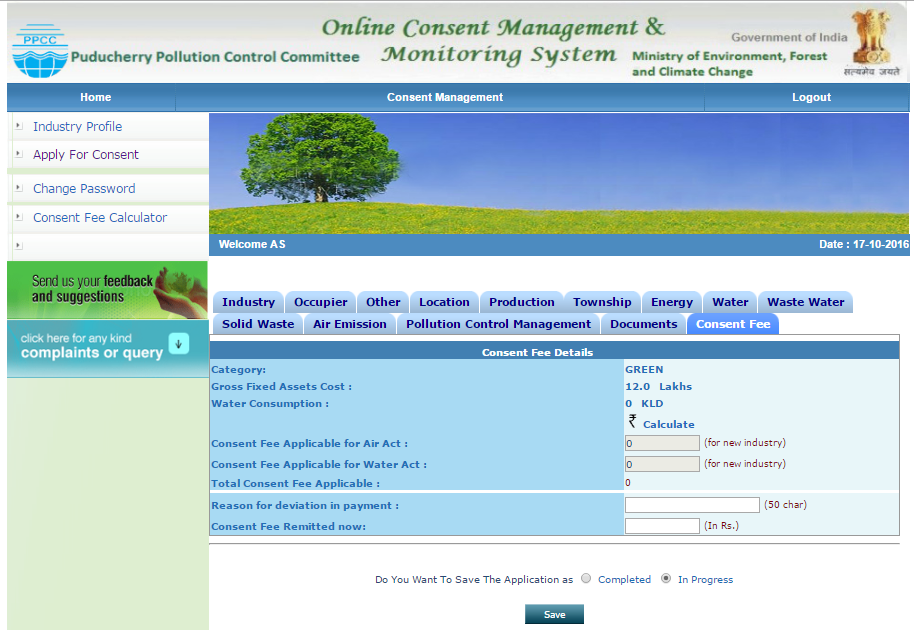 Online Consent Management &
Monitoring System
PPCC
Puducherry Pollution Control Committee
Government of India
Ministry of Environment, Forest
and Climate Change
सत्यमेव जयते
Home Consent Management Logout
Industry Profile
Apply For Consent
Change Password
Consent Fee Calculator
Welcome AS Date : 17-10-2016
Send us your feedback
and suggestions
click here for any kind
complaints or query
Industry Occupier Other Location Production Township Energy Water Waste Water
Solid Waste Air Emission Pollution Control Management Documents Consent Fee
Consent Fee Details
Category: GREEN
Gross Fixed Assets Cost : 12.0 Lakhs
Water Consumption : 0 KLD
₹ Calculate
Consent Fee Applicable for Air Act : 0 (for new industry)
Consent Fee Applicable for Water Act : 0 (for new industry)
Total Consent Fee Applicable : 0
Reason for deviation in payment : (50 char)
Consent Fee Remitted now: (In Rs.)
Do You Want To Save The Application as Completed In Progress
Save